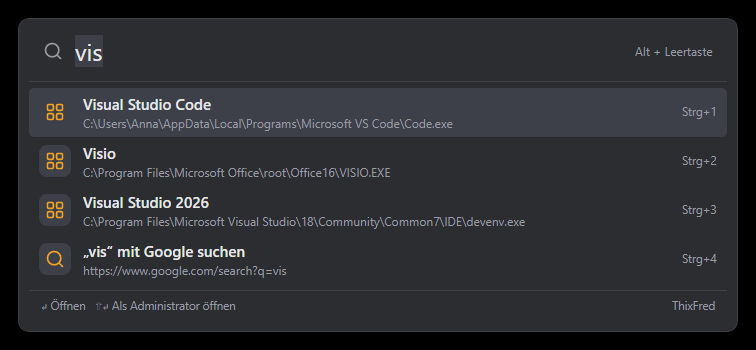 vis
Alt + Leertaste
Visual Studio Code
C:\Users\Anna\AppData\Local\Programs\Microsoft VS Code\Code.exe
Strg+1
Visio
C:\Program Files\Microsoft Office\root\Office16\VISIO.EXE
Strg+2
Visual Studio 2026
C:\Program Files\Microsoft Visual Studio\18\Community\Common7\IDE\devenv.exe
Strg+3
„vis“ mit Google suchen
https://www.google.com/search?q=vis
Strg+4
↲ Öffnen ⇧↲ Als Administrator öffnen
ThixFred